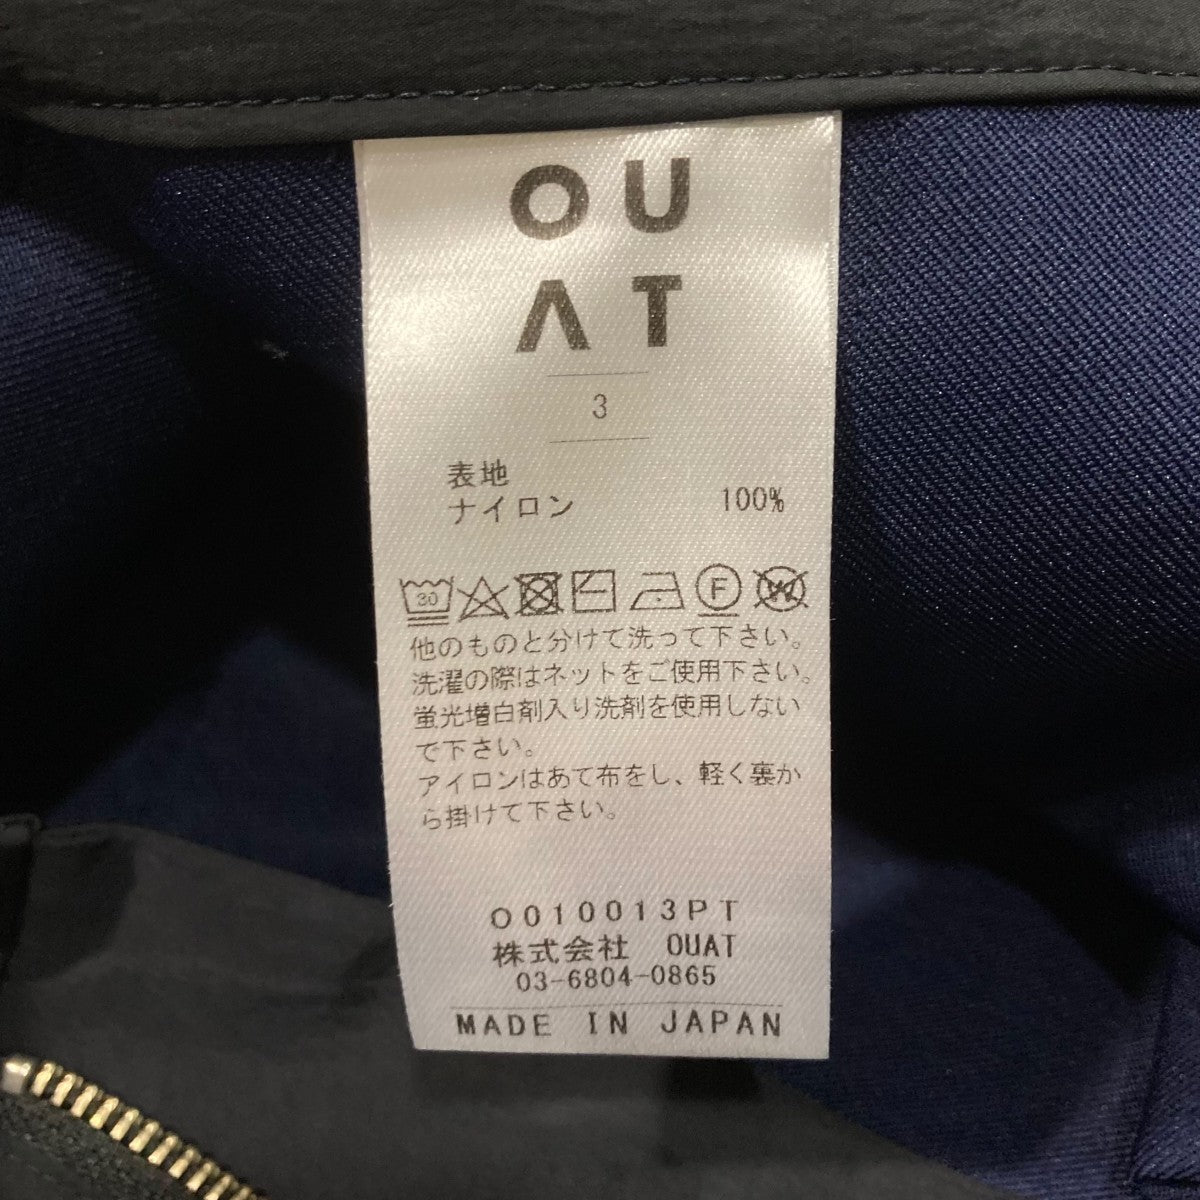 OU
AT
3
表地
ナイロン 100%
30 F W
他のものと分けて洗って下さい。
洗濯の際はネットをご使用下さい。
蛍光増白剤入り洗剤を使用しない
で下さい。
アイロンはあて布をし、軽く裏か
ら掛けて下さい。
O010013PT
株式会社 OUAT
03-6804-0865
MADE IN JAPAN